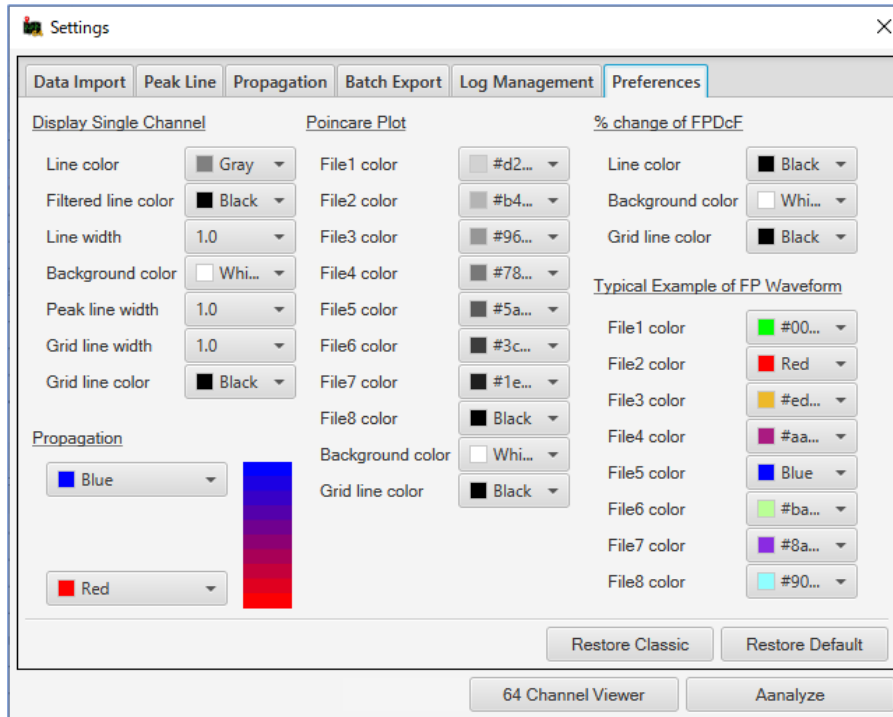 Settings
Data Import Peak Line Propagation Batch Export Log Management Preferences
Display Single Channel
Line color Gray
Filtered line color Black
Line width 1.0
Background color Whi...
Peak line width 1.0
Grid line width 1.0
Grid line color Black
Propagation
Blue
Red
Poincare Plot
File1 color #d2...
File2 color #b4...
File3 color #96...
File4 color #78...
File5 color #5a...
File6 color #3c...
File7 color #1e...
File8 color Black
Background color Whi...
Grid line color Black
% change of FPDcF
Line color Black
Background color Whi...
Grid line color Black
Typical Example of FP Waveform
File1 color #00...
File2 color Red
File3 color #ed...
File4 color #aa...
File5 color Blue
File6 color #ba...
File7 color #8a...
File8 color #90...
Restore Classic Restore Default
64 Channel Viewer Aanalyze